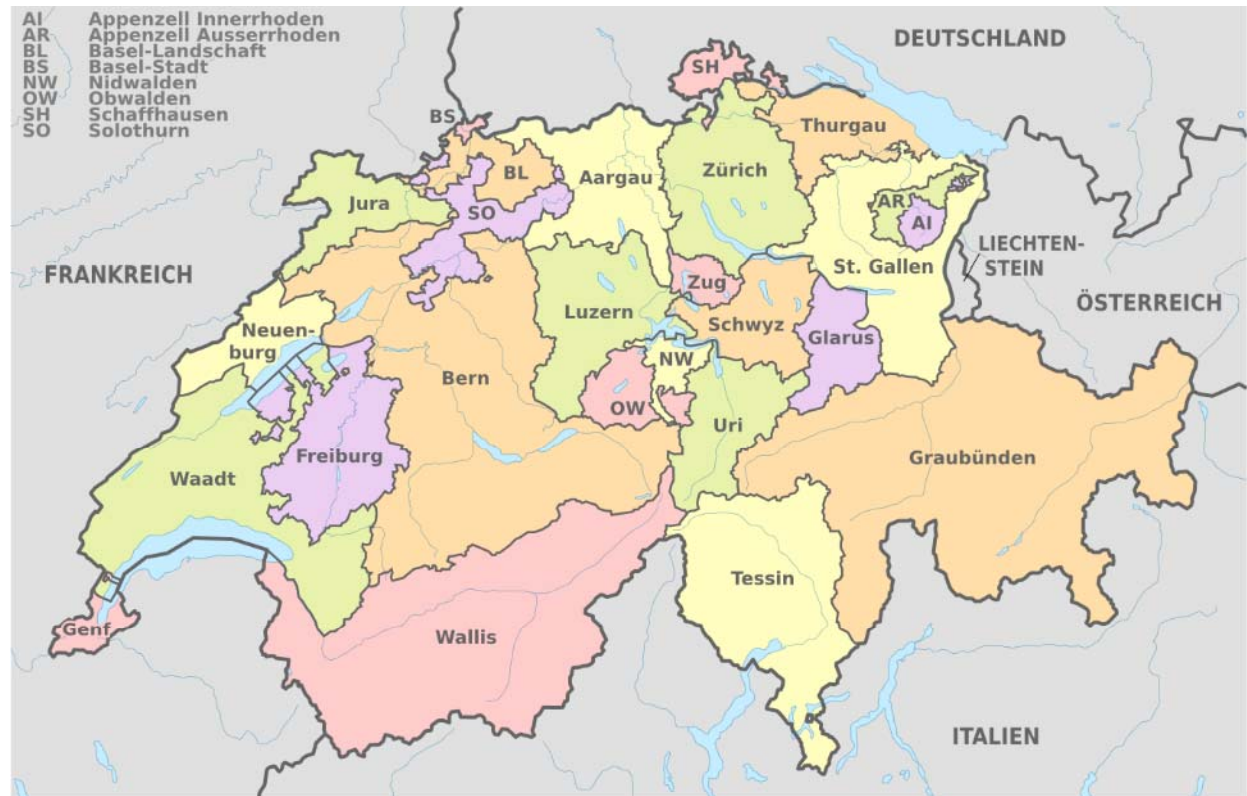 AI Appenzell Innerrhoden
AR Appenzell Ausserrhoden
BL Basel-Landschaft
BS Basel-Stadt
NW Nidwalden
OW Obwalden
SH Schaffhausen
SO Solothurn
DEUTSCHLAND
SH
BS
Thurgau
BL
Aargau
Zürich
Jura
SO
AR
AI
LIECHTEN-
STEIN
FRANKREICH
St. Gallen
Zug
ÖSTERREICH
Luzern
Schwyz
Neuen-
burg
Glarus
NW
Bern
OW
Uri
Freiburg
Graubünden
Waadt
Tessin
Genf
Wallis
ITALIEN